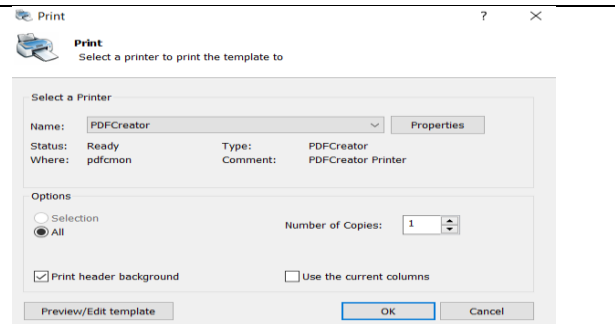 Print ?
Print
Select a printer to print the template to
Select a Printer
Name: PDFCreator Properties
Status: Ready Type: PDFCreator
Where: pdfcmon Comment: PDFCreator Printer
Options
Selection
All
Number of Copies: 1
Print header background Use the current columns
Preview/Edit template OK Cancel